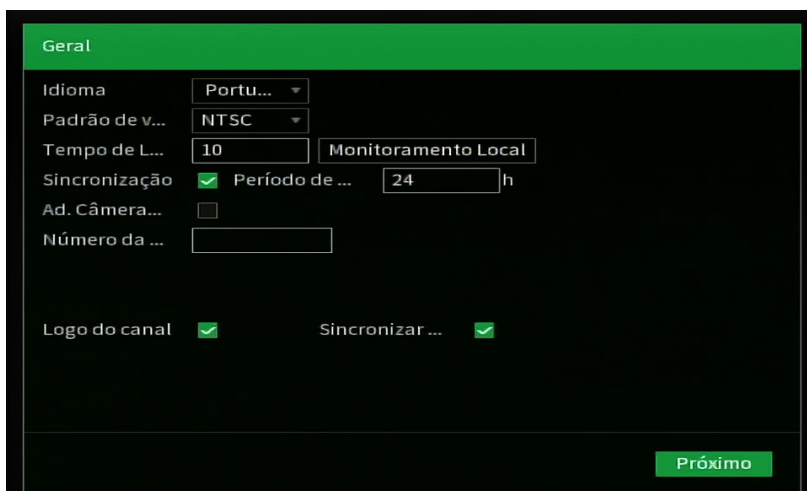 Geral
Idioma Portu...
Padrão de v... NTSC
Tempo de L... 10 Monitoramento Local
Sincronização Período de ... 24 h
Ad. Câmera...
Número da ...
Logo do canal Sincronizar ...
Próximo